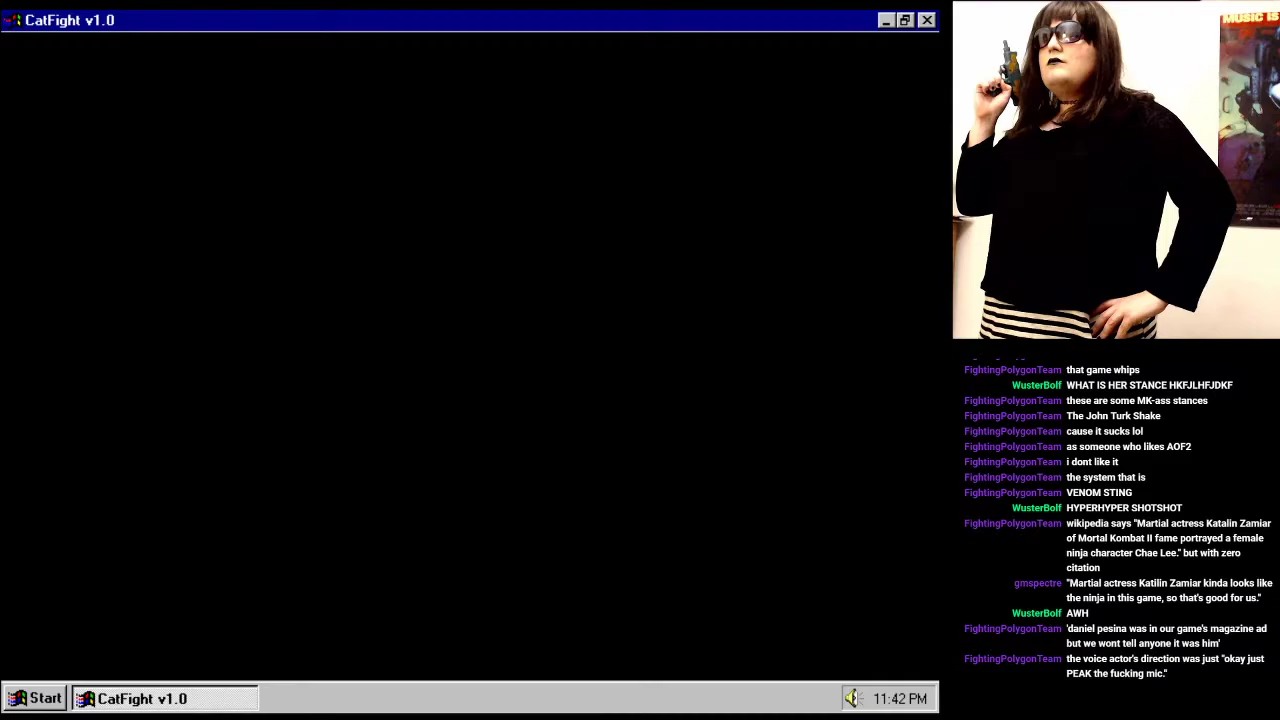 CatFight v1.0
MUSIC IS
FightingPolygonTeam that game whips
WusterBolf WHAT IS HER STANCE HKFJLHFJDKF
FightingPolygonTeam these are some MK-ass stances
FightingPolygonTeam The John Turk Shake
FightingPolygonTeam cause it sucks lol
FightingPolygonTeam as someone who likes AOF2
FightingPolygonTeam i dont like it
FightingPolygonTeam the system that is
FightingPolygonTeam VENOM STING
WusterBolf HYPERHYPER SHOTSHOT
FightingPolygonTeam wikipedia says "Martial actress Katalin Zamiar
of Mortal Kombat II fame portrayed a female
ninja character Chae Lee." but with zero
citation
gmspectre "Martial actress Katilin Zamiar kinda looks like
the ninja in this game, so that's good for us."
WusterBolf AWH
FightingPolygonTeam 'daniel pesina was in our game's magazine ad
but we wont tell anyone it was him'
FightingPolygonTeam the voice actor's direction was just "okay just
PEAK the fucking mic."
Start
CatFight v1.0
11:42 PM